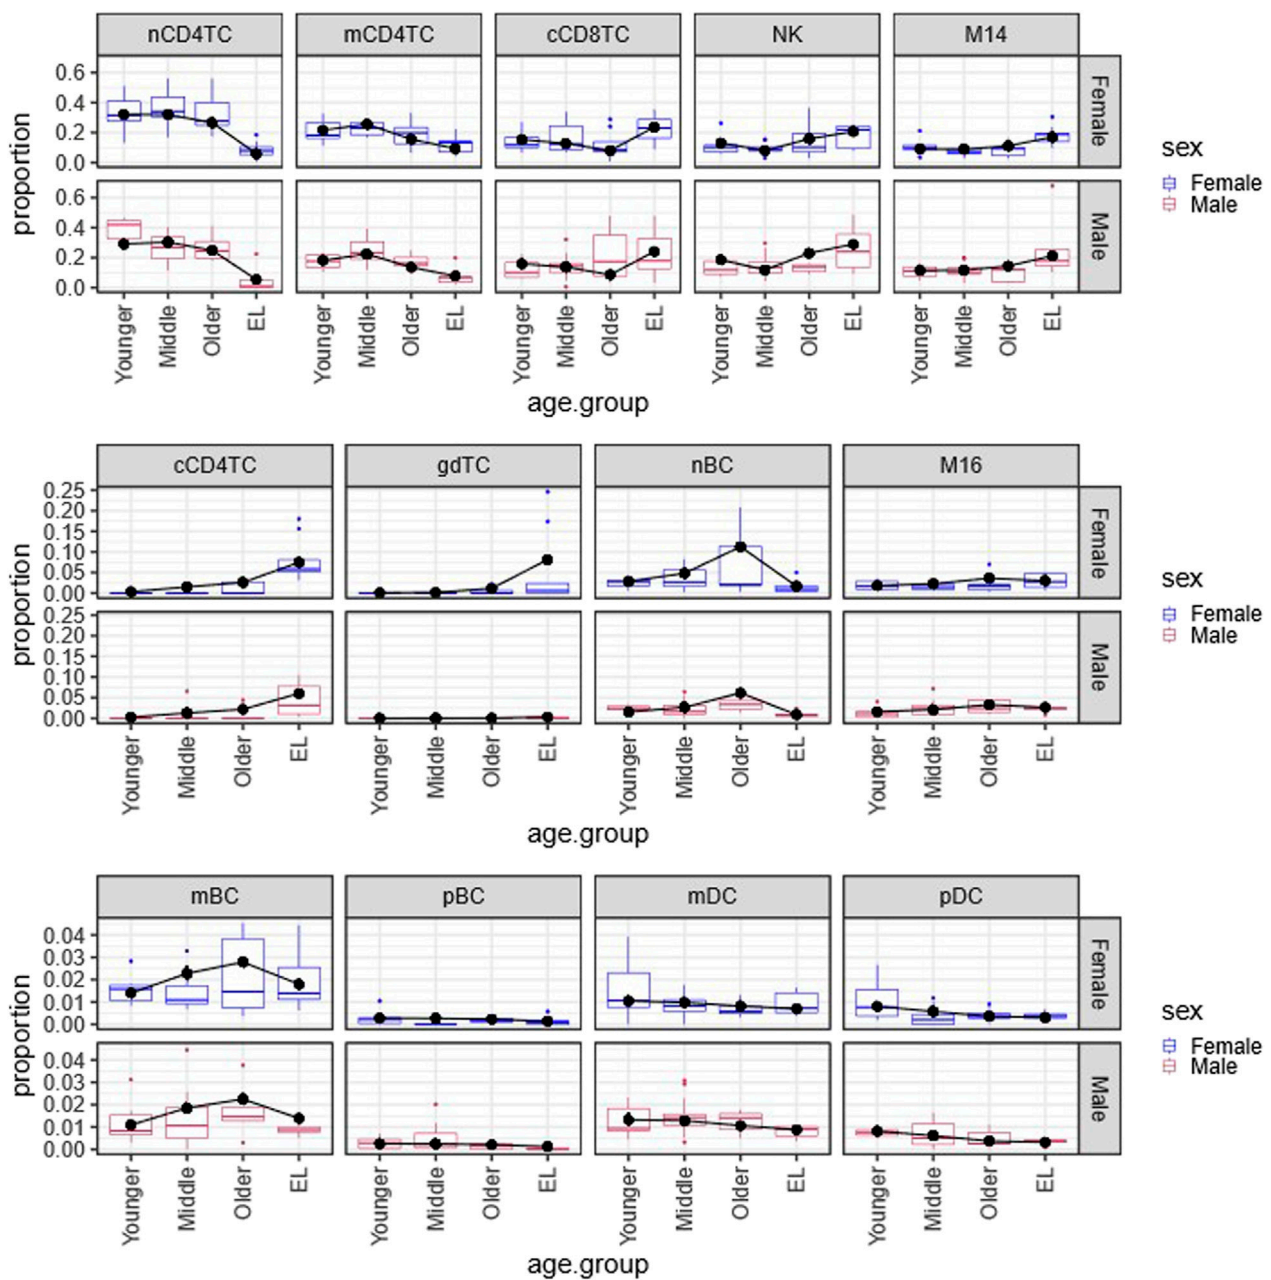 nCD4TC mCD4TC cCD8TC NK M14
proportion
0.6
0.4
0.2
0.0
Female
0.6
0.4
0.2
0.0
Male
Younger Middle Older EL Younger Middle Older EL Younger Middle Older EL Younger Middle Older EL Younger Middle Older EL
age.group
sex
Female
Male
cCD4TC gdTC nBC M16
proportion
0.25
0.20
0.15
0.10
0.05
0.00
Female
0.25
0.20
0.15
0.10
0.05
0.00
Male
Younger Middle Older EL Younger Middle Older EL Younger Middle Older EL Younger Middle Older EL
age.group
sex
Female
Male
mBC pBC mDC pDC
proportion
0.04
0.03
0.02
0.01
0.00
Female
0.04
0.03
0.02
0.01
0.00
Male
Younger Middle Older EL Younger Middle Older EL Younger Middle Older EL Younger Middle Older EL
age.group
sex
Female
Male